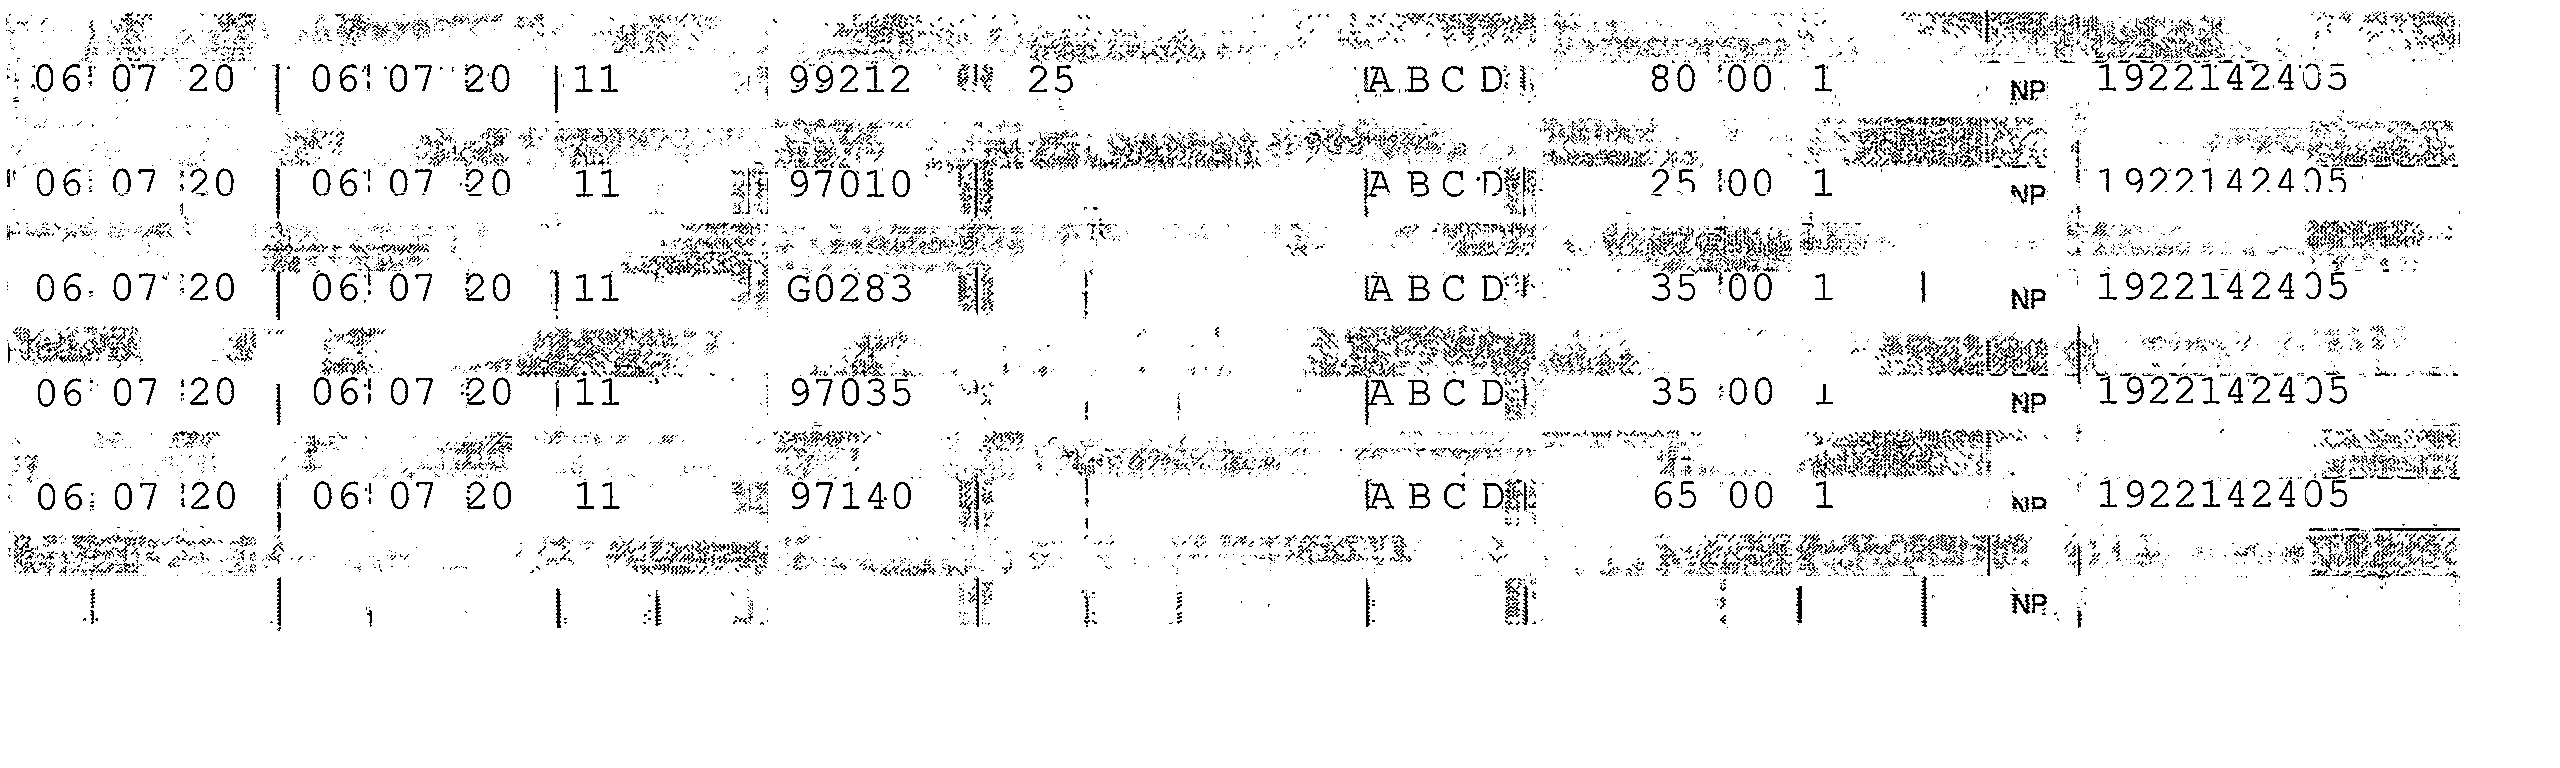 06 07 20 06 07 20 11 99212 25 A B C D 80 00 1 NP 1922142405
06 07 20 06 07 20 11 97010 A B C D 25 00 1 NP 1922142405
06 07 20 06 07 20 11 G0283 A B C D 35 00 1 NP 1922142405
06 07 20 06 07 20 11 97035 A B C D 35 00 1 NP 1922142405
06 07 20 06 07 20 11 97140 A B C D 65 00 1 NP 1922142405
NP